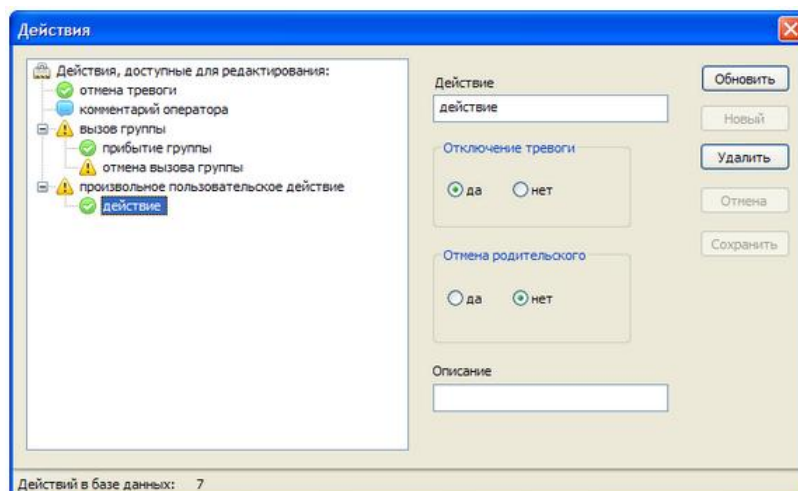 Действия
Действия, доступные для редактирования:
отмена тревоги
комментарий оператора
вызов группы
прибытие группы
отмена вызова группы
произвольное пользовательское действие
действие
Действие
действие
Отключение тревоги
да нет
Отмена родительского
да нет
Описание
Обновить
Новый
Удалить
Отмена
Сохранить
Действий в базе данных: 7